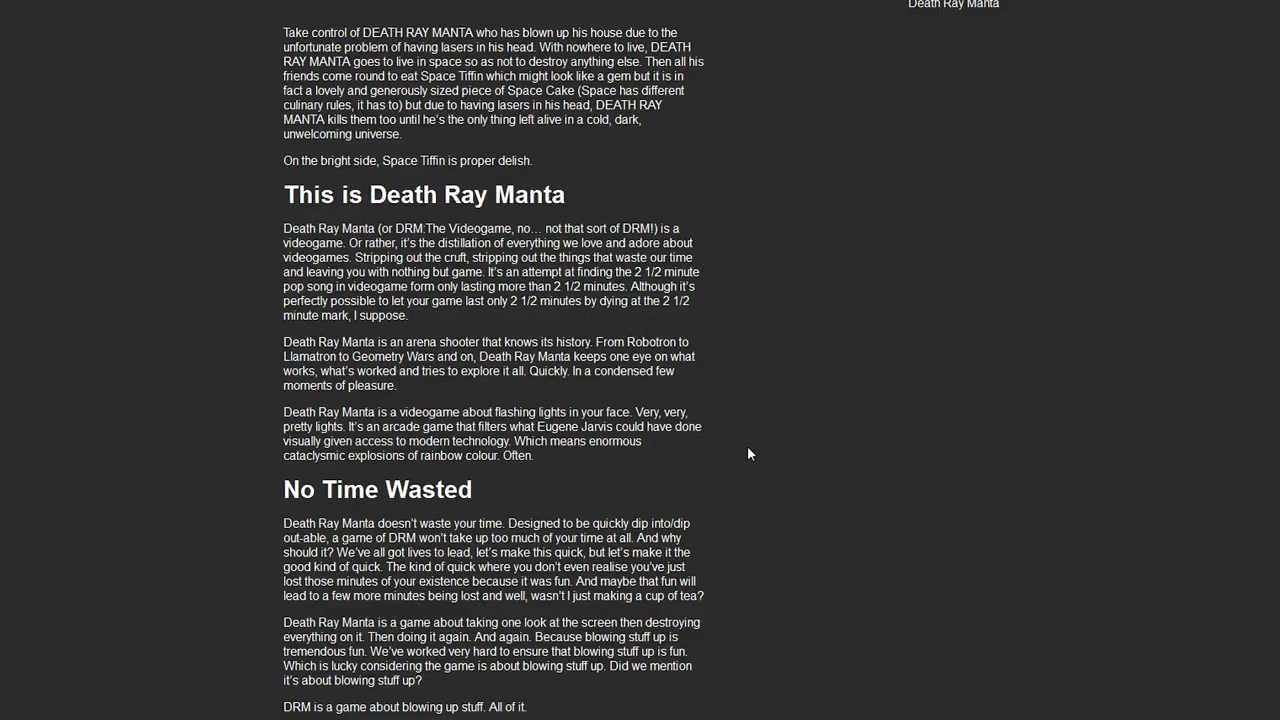 Death Ray Manta
Take control of DEATH RAY MANTA who has blown up his house due to the
unfortunate problem of having lasers in his head. With nowhere to live, DEATH
RAY MANTA goes to live in space so as not to destroy anything else. Then all his
friends come round to eat Space Tiffin which might look like a gem but it is in
fact a lovely and generously sized piece of Space Cake (Space has different
culinary rules, it has to) but due to having lasers in his head, DEATH RAY
MANTA kills them too until he's the only thing left alive in a cold, dark,
unwelcoming universe.
On the bright side, Space Tiffin is proper delish.
This is Death Ray Manta
Death Ray Manta (or DRM:The Videogame, no… not that sort of DRM!) is a
videogame. Or rather, it's the distillation of everything we love and adore about
videogames. Stripping out the cruft, stripping out the things that waste our time
and leaving you with nothing but game. It's an attempt at finding the 2 1/2 minute
pop song in videogame form only lasting more than 2 1/2 minutes. Although it's
perfectly possible to let your game last only 2 1/2 minutes by dying at the 2 1/2
minute mark, I suppose.
Death Ray Manta is an arena shooter that knows its history. From Robotron to
Llamatron to Geometry Wars and on, Death Ray Manta keeps one eye on what
works, what's worked and tries to explore it all. Quickly. In a condensed few
moments of pleasure.
Death Ray Manta is a videogame about flashing lights in your face. Very, very,
pretty lights. It's an arcade game that filters what Eugene Jarvis could have done
visually given access to modern technology. Which means enormous
cataclysmic explosions of rainbow colour. Often.
No Time Wasted
Death Ray Manta doesn't waste your time. Designed to be quickly dip into/dip
out-able, a game of DRM won't take up too much of your time at all. And why
should it? We've all got lives to lead, let's make this quick, but let's make it the
good kind of quick. The kind of quick where you don't even realise you've just
lost those minutes of your existence because it was fun. And maybe that fun will
lead to a few more minutes being lost and well, wasn't I just making a cup of tea?
Death Ray Manta is a game about taking one look at the screen then destroying
everything on it. Then doing it again. And again. Because blowing stuff up is
tremendous fun. We've worked very hard to ensure that blowing stuff up is fun.
Which is lucky considering the game is about blowing stuff up. Did we mention
it's about blowing stuff up?
DRM is a game about blowing up stuff. All of it.